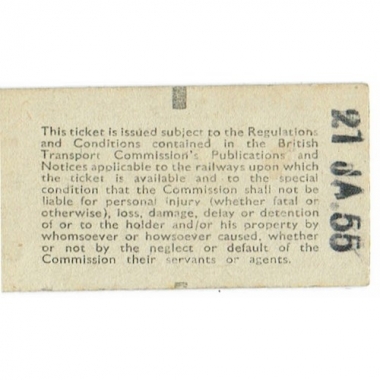 This ticket is issued subject to the Regulations
and Conditions contained in the British
Transport Commission's Publications and
Notices applicable to the railways upon which
the ticket is available and to the special
condition that the Commission shall not be
liable for personal injury (whether fatal or
otherwise), loss, damage, delay or detention
of or to the holder and/or his property by
whomsoever or howsoever caused, whether
or not by the neglect or default of the
Commission their servants or agents.
21 JA.55